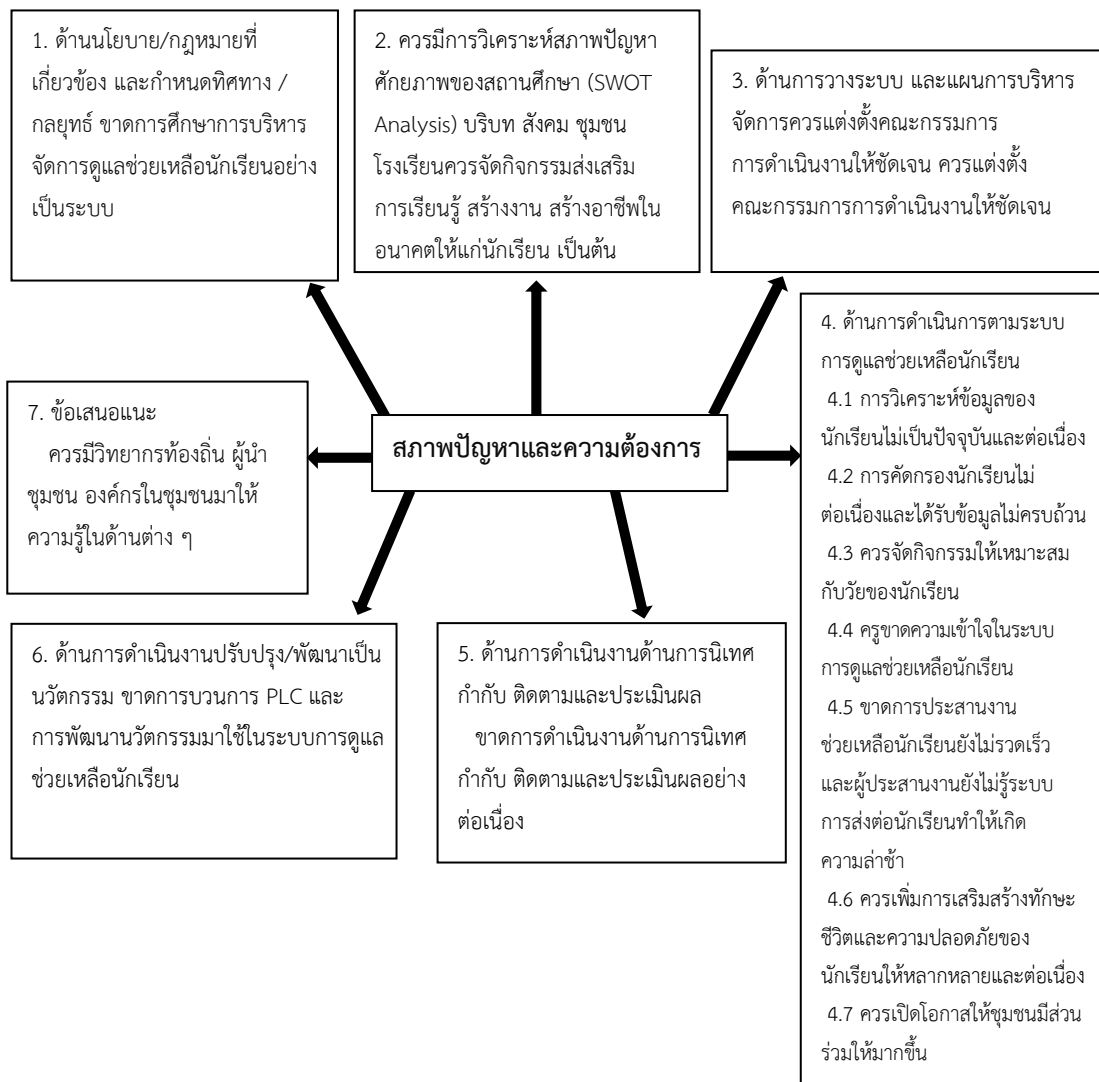 1. ด้านนโยบาย/กฎหมายที่
เกี่ยวข้อง และกำหนดทิศทาง /
กลยุทธ์ ขาดการศึกษาการบริหาร
จัดการดูแลช่วยเหลือนักเรียนอย่าง
เป็นระบบ
2. ควรมีการวิเคราะห์สภาพปัญหา
ศักยภาพของสถานศึกษา (SWOT
Analysis) บริบท สังคม ชุมชน
โรงเรียนควรจัดกิจกรรมส่งเสริม
การเรียนรู้ สร้างงาน สร้างอาชีพใน
อนาคตให้แก่นักเรียน เป็นต้น
3. ด้านการวางระบบ และแผนการบริหาร
จัดการควรแต่งตั้งคณะกรรมการ
การดำเนินงานให้ชัดเจน ควรแต่งตั้ง
คณะกรรมการการดำเนินงานให้ชัดเจน
สภาพปัญหาและความต้องการ
4. ด้านการดำเนินการตามระบบ
การดูแลช่วยเหลือนักเรียน
4.1 การวิเคราะห์ข้อมูลของ
นักเรียนไม่เป็นปัจจุบันและต่อเนื่อง
4.2 การคัดกรองนักเรียนไม่
ต่อเนื่องและได้รับข้อมูลไม่ครบถ้วน
4.3 ควรจัดกิจกรรมให้เหมาะสม
กับวัยของนักเรียน
4.4 ครูขาดความเข้าใจในระบบ
การดูแลช่วยเหลือนักเรียน
4.5 ขาดการประสานงาน
ช่วยเหลือนักเรียนยังไม่รวดเร็ว
และผู้ประสานงานยังไม่รู้ระบบ
การส่งต่อนักเรียนทำให้เกิด
ความล่าช้า
4.6 ควรเพิ่มการเสริมสร้างทักษะ
ชีวิตและความปลอดภัยของ
นักเรียนให้หลากหลายและต่อเนื่อง
4.7 ควรเปิดโอกาสให้ชุมชนมีส่วน
ร่วมให้มากขึ้น
5. ด้านการดำเนินงานด้านการนิเทศ
กำกับ ติดตามและประเมินผล
ขาดการดำเนินงานด้านการนิเทศ
กำกับ ติดตามและประเมินผลอย่าง
ต่อเนื่อง
6. ด้านการดำเนินงานปรับปรุง/พัฒนาเป็น
นวัตกรรม ขาดการบวนการ PLC และ
การพัฒนานวัตกรรมมาใช้ในระบบการดูแล
ช่วยเหลือนักเรียน
7. ข้อเสนอแนะ
ควรมีวิทยากรท้องถิ่น ผู้นำ
ชุมชน องค์กรในชุมชนมาให้
ความรู้ในด้านต่าง ๆ